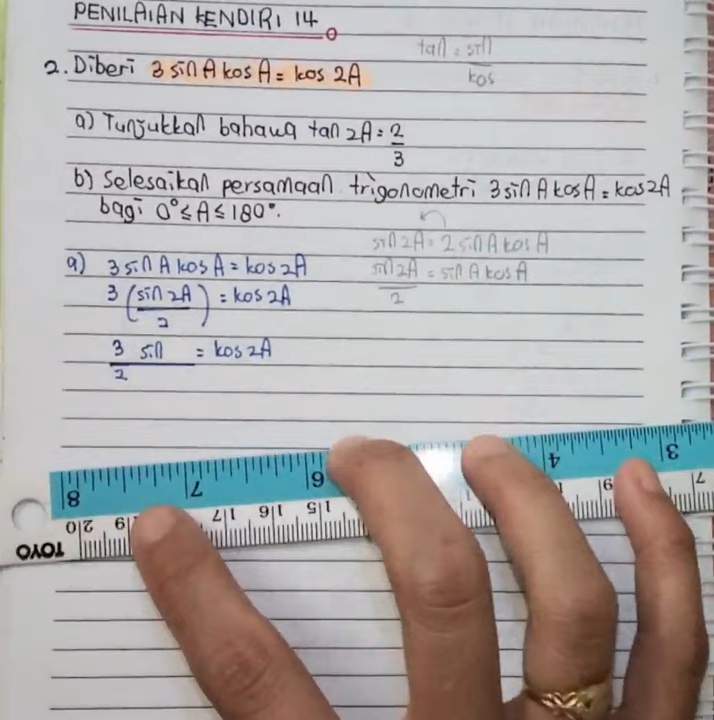 PENILAIAN KENDIRI 14
tan = sin
kos
2. Diberi 3 sin A kos A = kos 2A
a) Tunjukkan bahawa tan 2A = 2
3
b) Selesaikan persamaan trigonometri 3 sin A kos A = kos 2A
bagi 0° ≤ A ≤ 180°.
sin 2A = 2 sin A kos A
sin 2A = sin A kos A
2
a) 3 sin A kos A = kos 2A
3 (sin 2A) = kos 2A
2
3 sin = kos 2A
2
8 7 6 4 3
20 19 17 16 15
TOYO